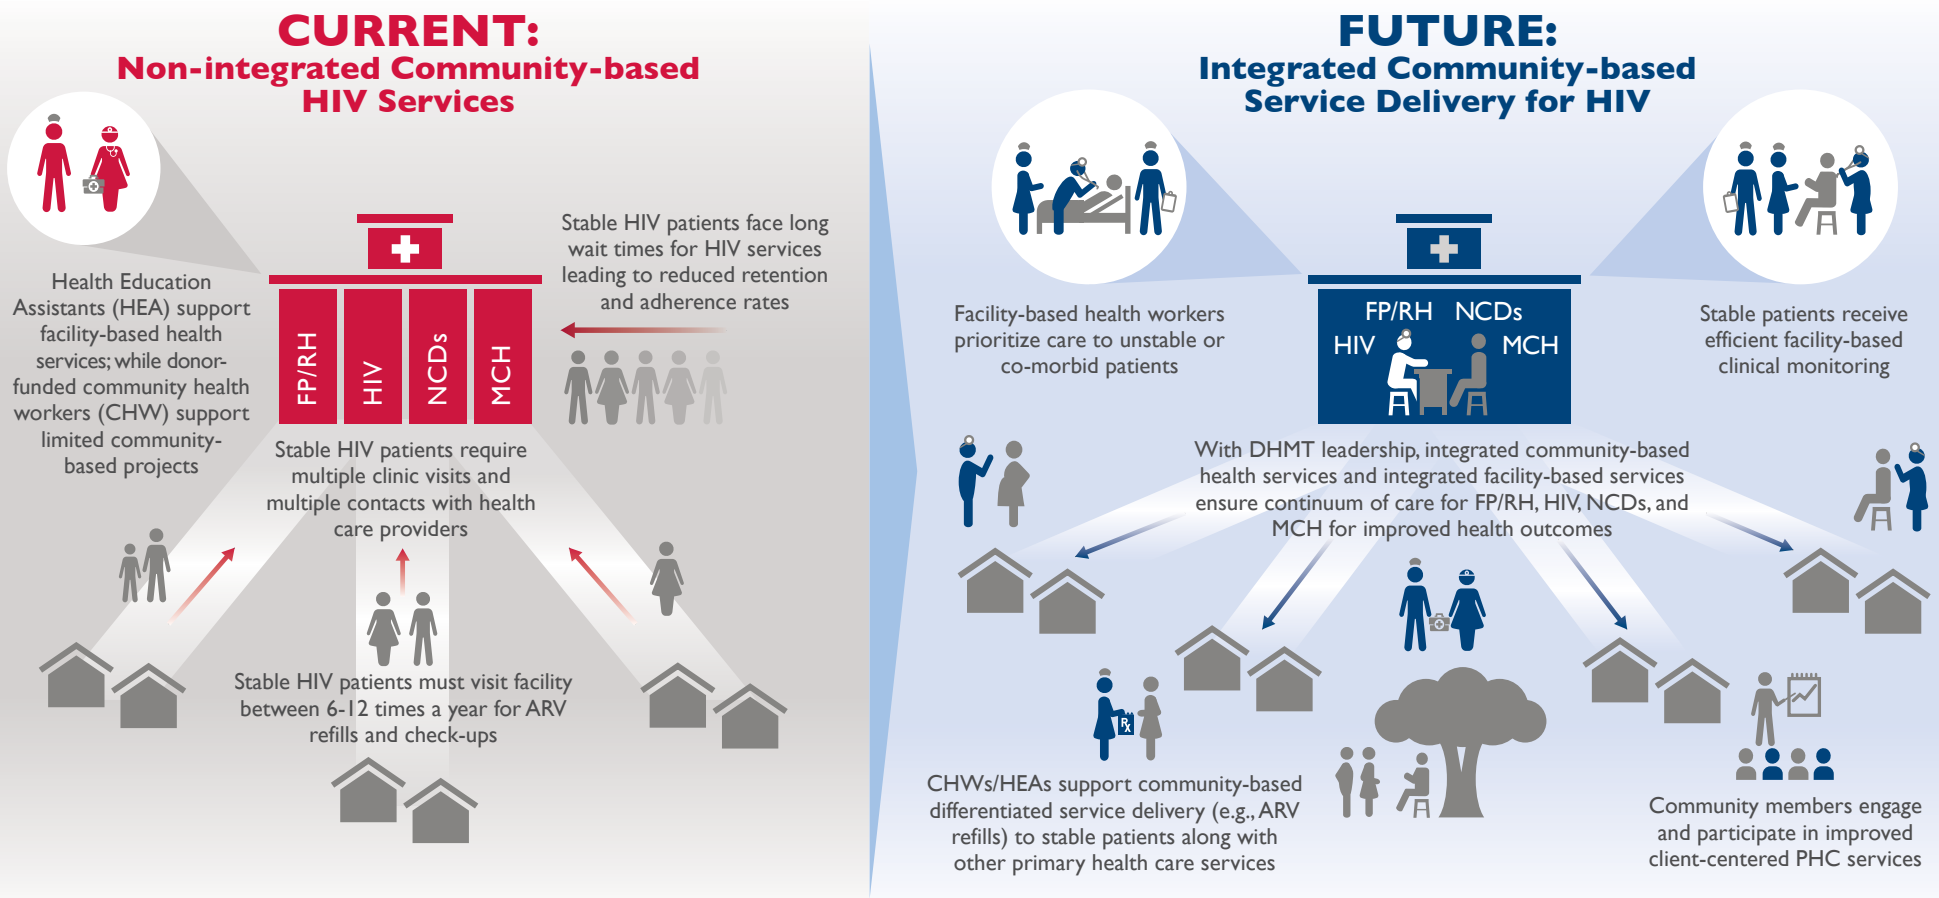 CURRENT:
Non-integrated Community-based
HIV Services
Health Education
Assistants (HEA) support
facility-based health
services; while donor-
funded community health
workers (CHW) support
limited community-
based projects
Stable HIV patients face long
wait times for HIV services
leading to reduced retention
and adherence rates
FP/RH
HIV
NCDs
MCH
Stable HIV patients require
multiple clinic visits and
multiple contacts with health
care providers
Stable HIV patients must visit facility
between 6-12 times a year for ARV
refills and check-ups
FUTURE:
Integrated Community-based
Service Delivery for HIV
Facility-based health workers
prioritize care to unstable or
co-morbid patients
FP/RH NCDs
HIV MCH
Stable patients receive
efficient facility-based
clinical monitoring
With DHMT leadership, integrated community-based
health services and integrated facility-based services
ensure continuum of care for FP/RH, HIV, NCDs, and
MCH for improved health outcomes
Rx
CHWs/HEAs support community-based
differentiated service delivery (e.g., ARV
refills) to stable patients along with
other primary health care services
Community members engage
and participate in improved
client-centered PHC services